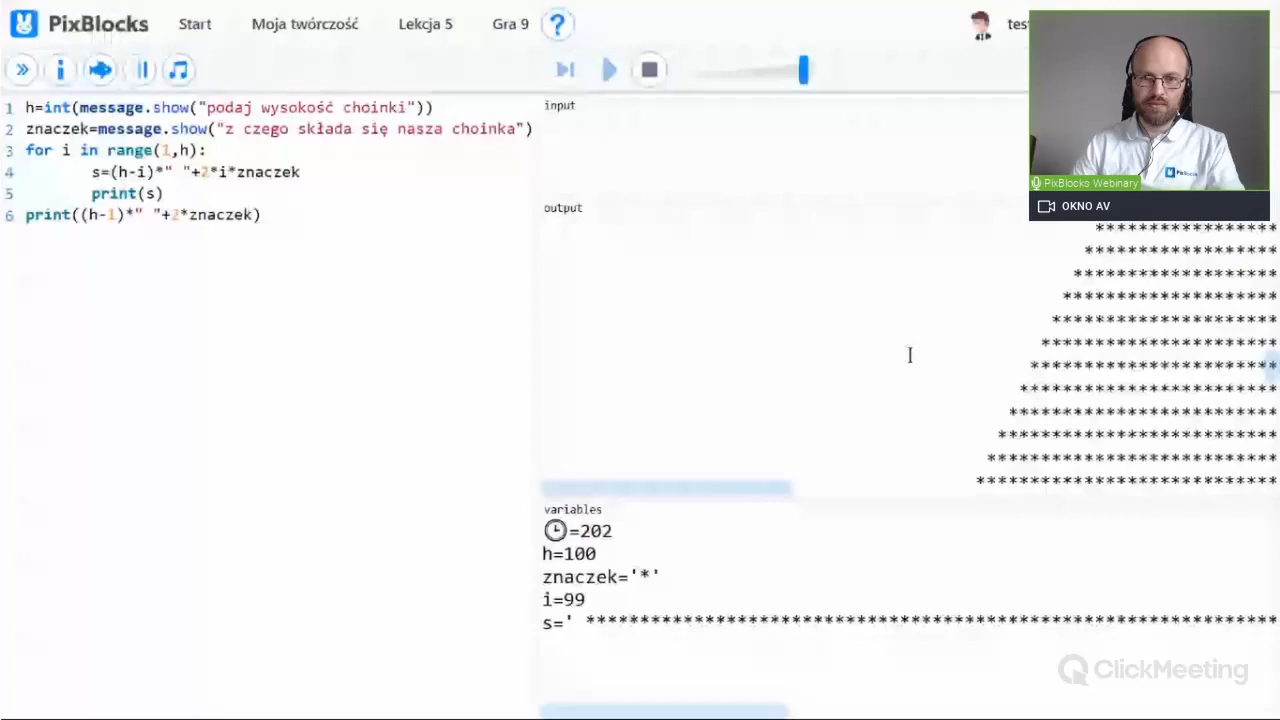 PixBlocks Start Moja twórczość Lekcja 5 Gra 9 ?
1 h=int(message.show("podaj wysokość choinki"))
2 znaczek=message.show("z czego składa się nasza choinka")
3 for i in range(1,h):
4 s=(h-i)*" "+2*i*znaczek
5 print(s)
6 print((h-1)*" "+2*znaczek)
input
output
*****************
******************
*******************
********************
*********************
**********************
***********************
************************
*************************
**************************
***************************
****************************
variables
=202
h=100
znaczek='*'
i=99
s=' ****************************************************************
PixBlocks Webinary
OKNO AV
PixBlocks
ClickMeeting